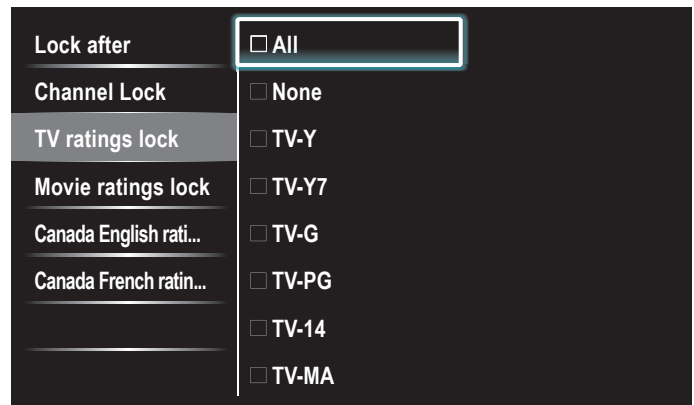 Lock after
Channel Lock
TV ratings lock
Movie ratings lock
Canada English rati...
Canada French ratin...
All
None
TV-Y
TV-Y7
TV-G
TV-PG
TV-14
TV-MA